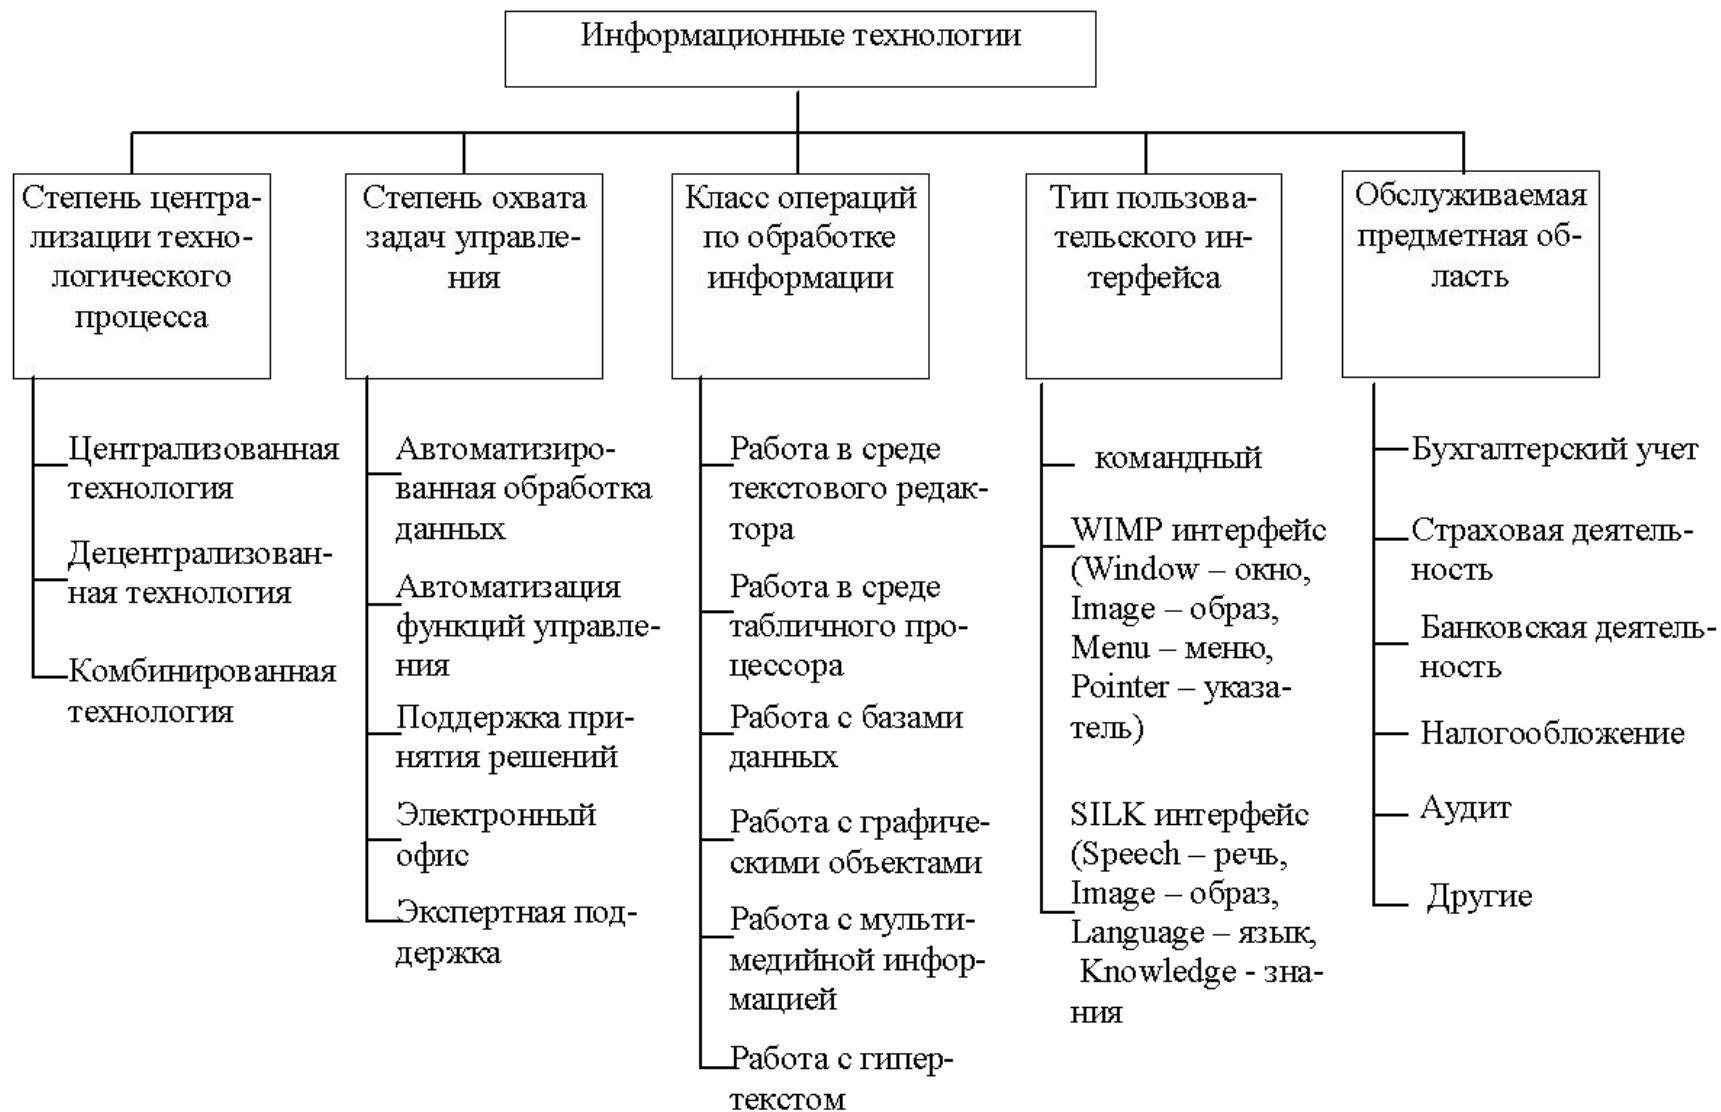 Информационные технологии
Степень центра-
лизации техно-
логического
процесса
Централизованная
технология
Децентрализован-
ная технология
Комбинированная
технология
Степень охвата
задач управле-
ния
Автоматизиро-
ванная обработка
данных
Автоматизация
функций управле-
ния
Поддержка при-
нятия решений
Электронный
офис
Экспертная под-
держка
Класс операций
по обработке
информации
Работа в среде
текстового редак-
тора
Работа в среде
табличного про-
цессора
Работа с базами
данных
Работа с графиче-
скими объектами
Работа с мульти-
медийной инфор-
мацией
Работа с гипер-
текстом
Тип пользова-
тельского ин-
терфейса
командный
WIMP интерфейс
(Window – окно,
Image – образ,
Menu – меню,
Pointer – указа-
тель)
SILK интерфейс
(Speech – речь,
Image – образ,
Language – язык,
Knowledge - зна-
ния
Обслуживаемая
предметная об-
ласть
Бухгалтерский учет
Страховая деятель-
ность
Банковская деятель-
ность
Налогообложение
Аудит
Другие